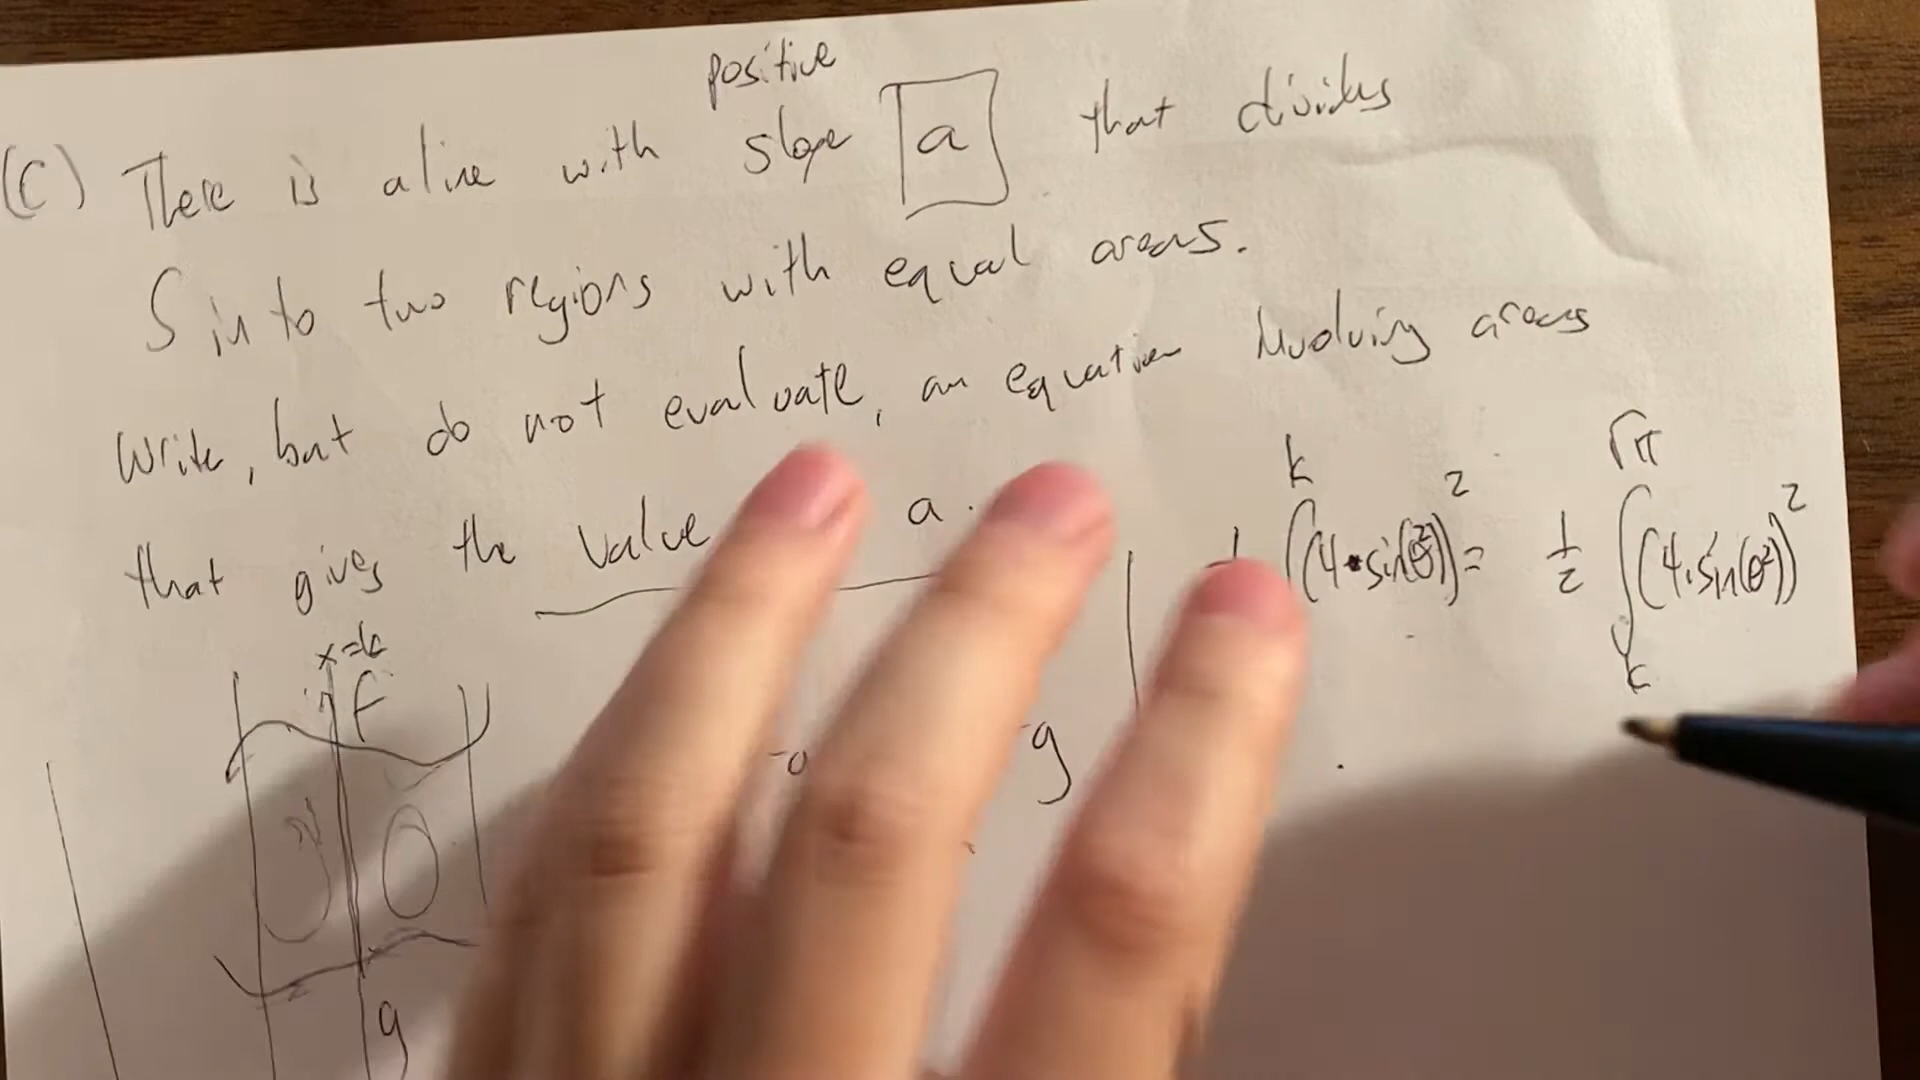 positive
(C) There is a line with slope a that divides
S into two regions with equal areas.
Write, but do not evaluate, an equation involving areas
that gives the value a.
k 2 √π 2
∫(4·sin(θ²)) = 1/2 ∫(4·sin(θ²))
k
x=k
f
g
g